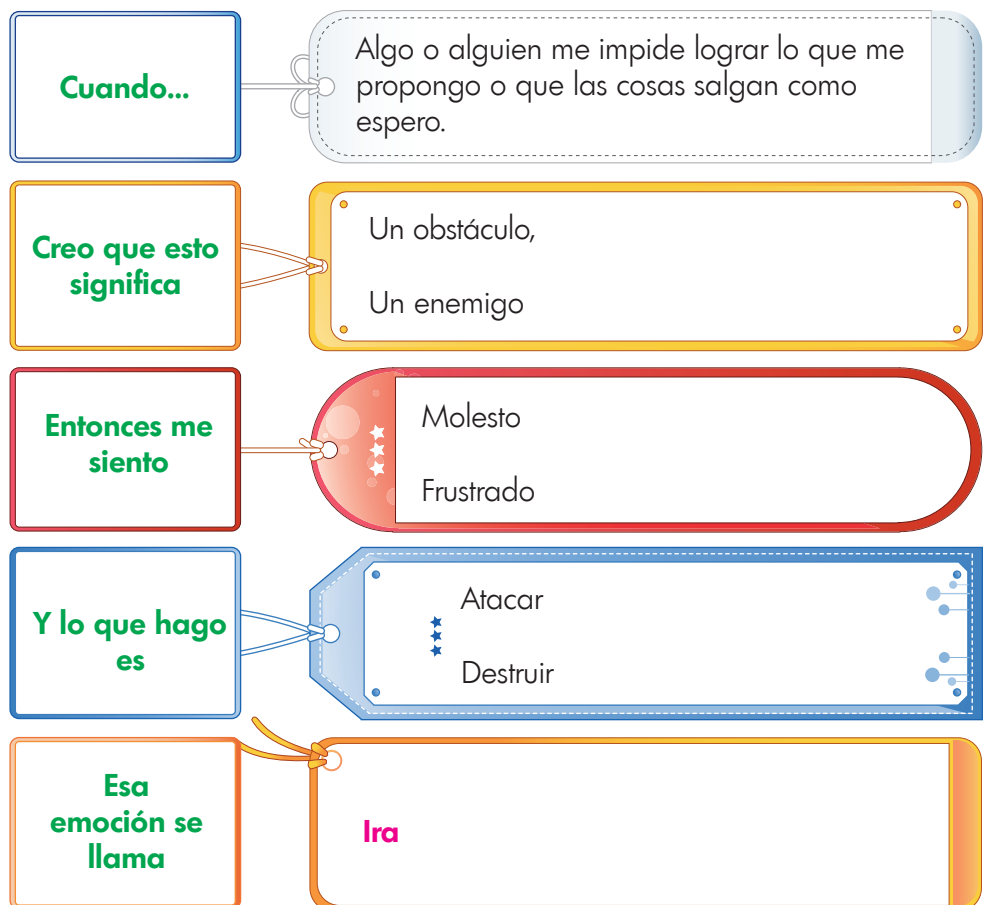 Cuando...
Algo o alguien me impide lograr lo que me
propongo o que las cosas salgan como
espero.
Creo que esto
significa
Un obstáculo,
Un enemigo
Entonces me
siento
Molesto
Frustrado
Y lo que hago
es
Atacar
Destruir
Esa
emoción se
llama
Ira